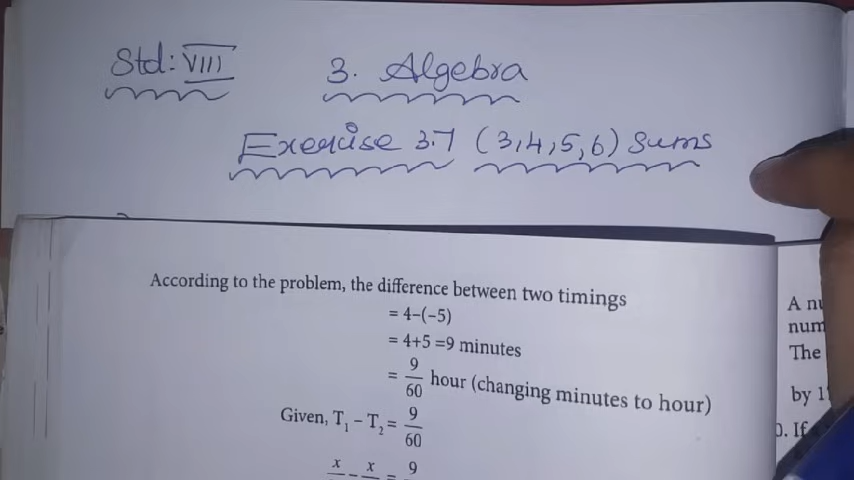 Std: VIII
3. Algebra
Exercise 3.7 (3,4,5,6) Sums
According to the problem, the difference between two timings
= 4–(–5)
= 4+5 =9 minutes
= 9/60 hour (changing minutes to hour)
Given, T₁ – T₂ = 9/60
x x 9
– =
A
The
by 1
0. If